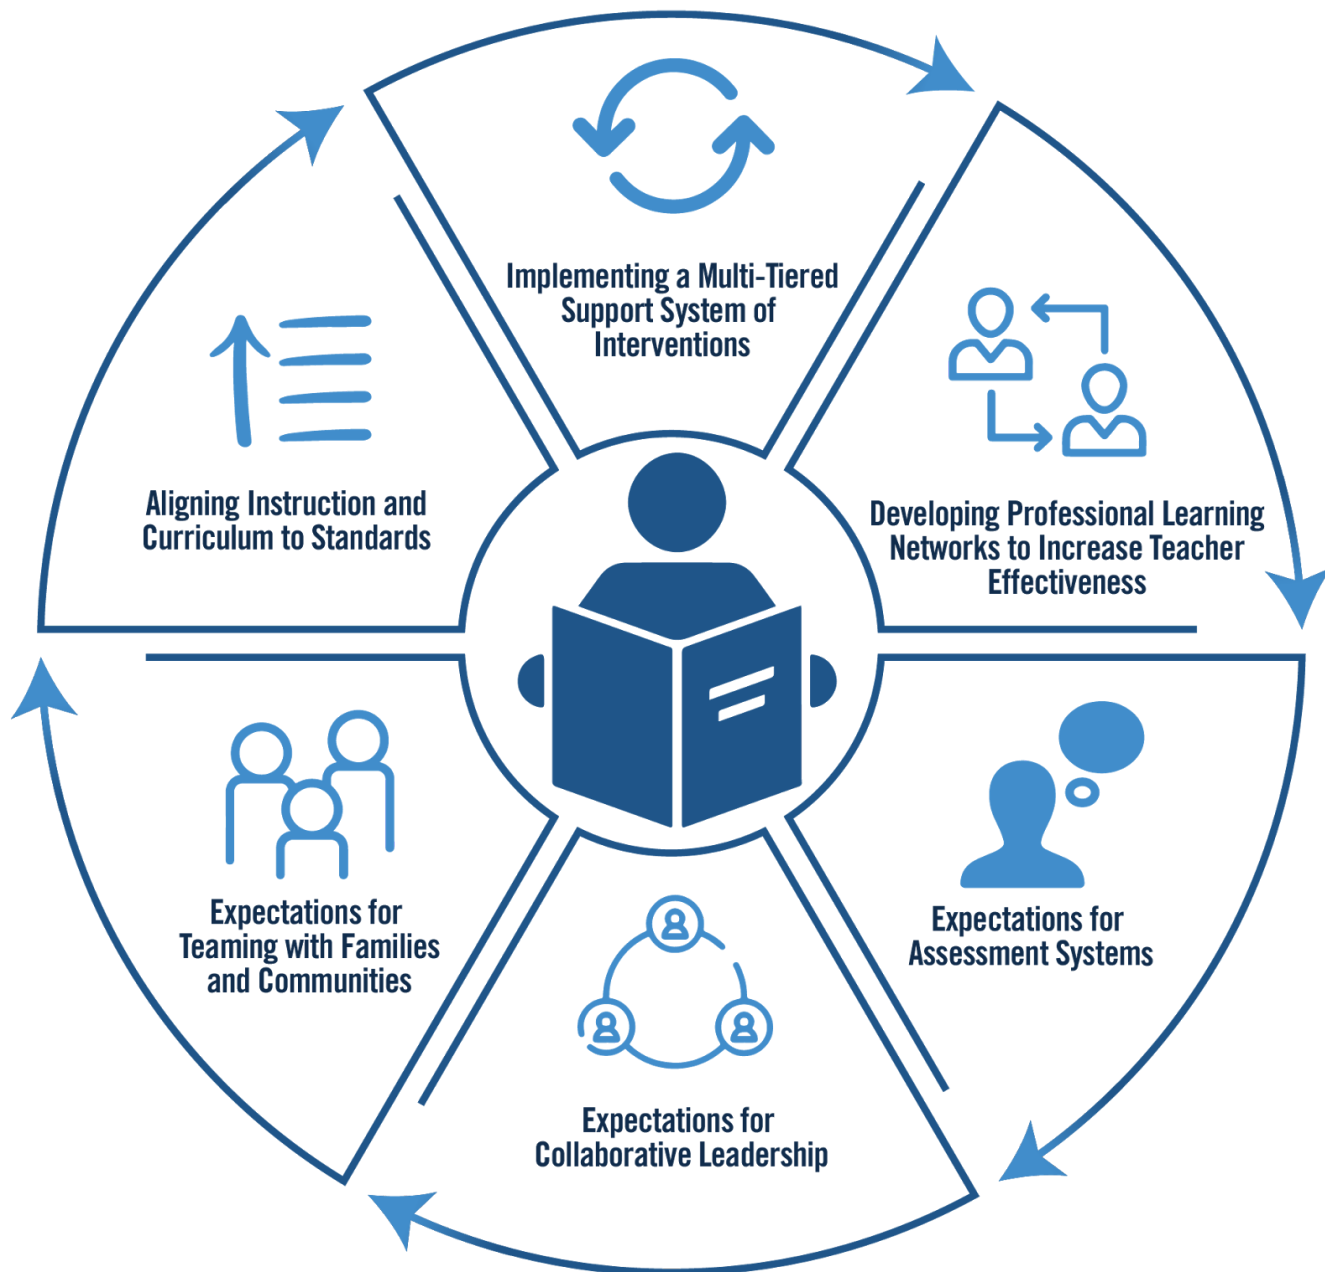 Implementing a Multi-Tiered
Support System of
Interventions
Developing Professional Learning
Networks to Increase Teacher
Effectiveness
Expectations for
Assessment Systems
Expectations for
Collaborative Leadership
Expectations for
Teaming with Families
and Communities
Aligning Instruction and
Curriculum to Standards